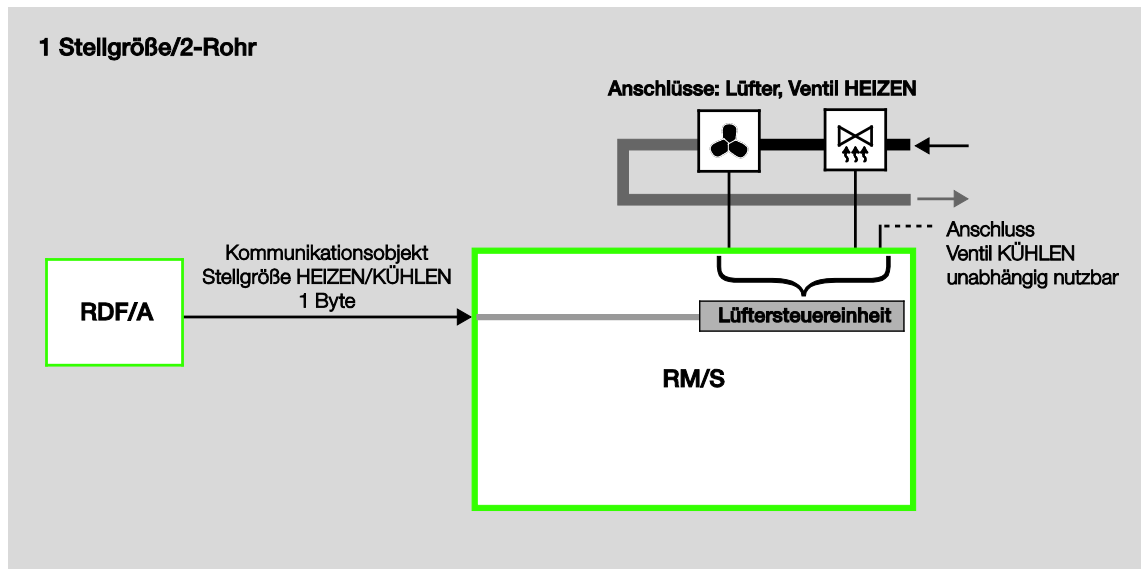 1 Stellgröße/2-Rohr
Anschlüsse: Lüfter, Ventil HEIZEN
Anschluss
Ventil KÜHLEN
unabhängig nutzbar
Kommunikationsobjekt
Stellgröße HEIZEN/KÜHLEN
1 Byte
RDF/A
Lüftersteuereinheit
RM/S